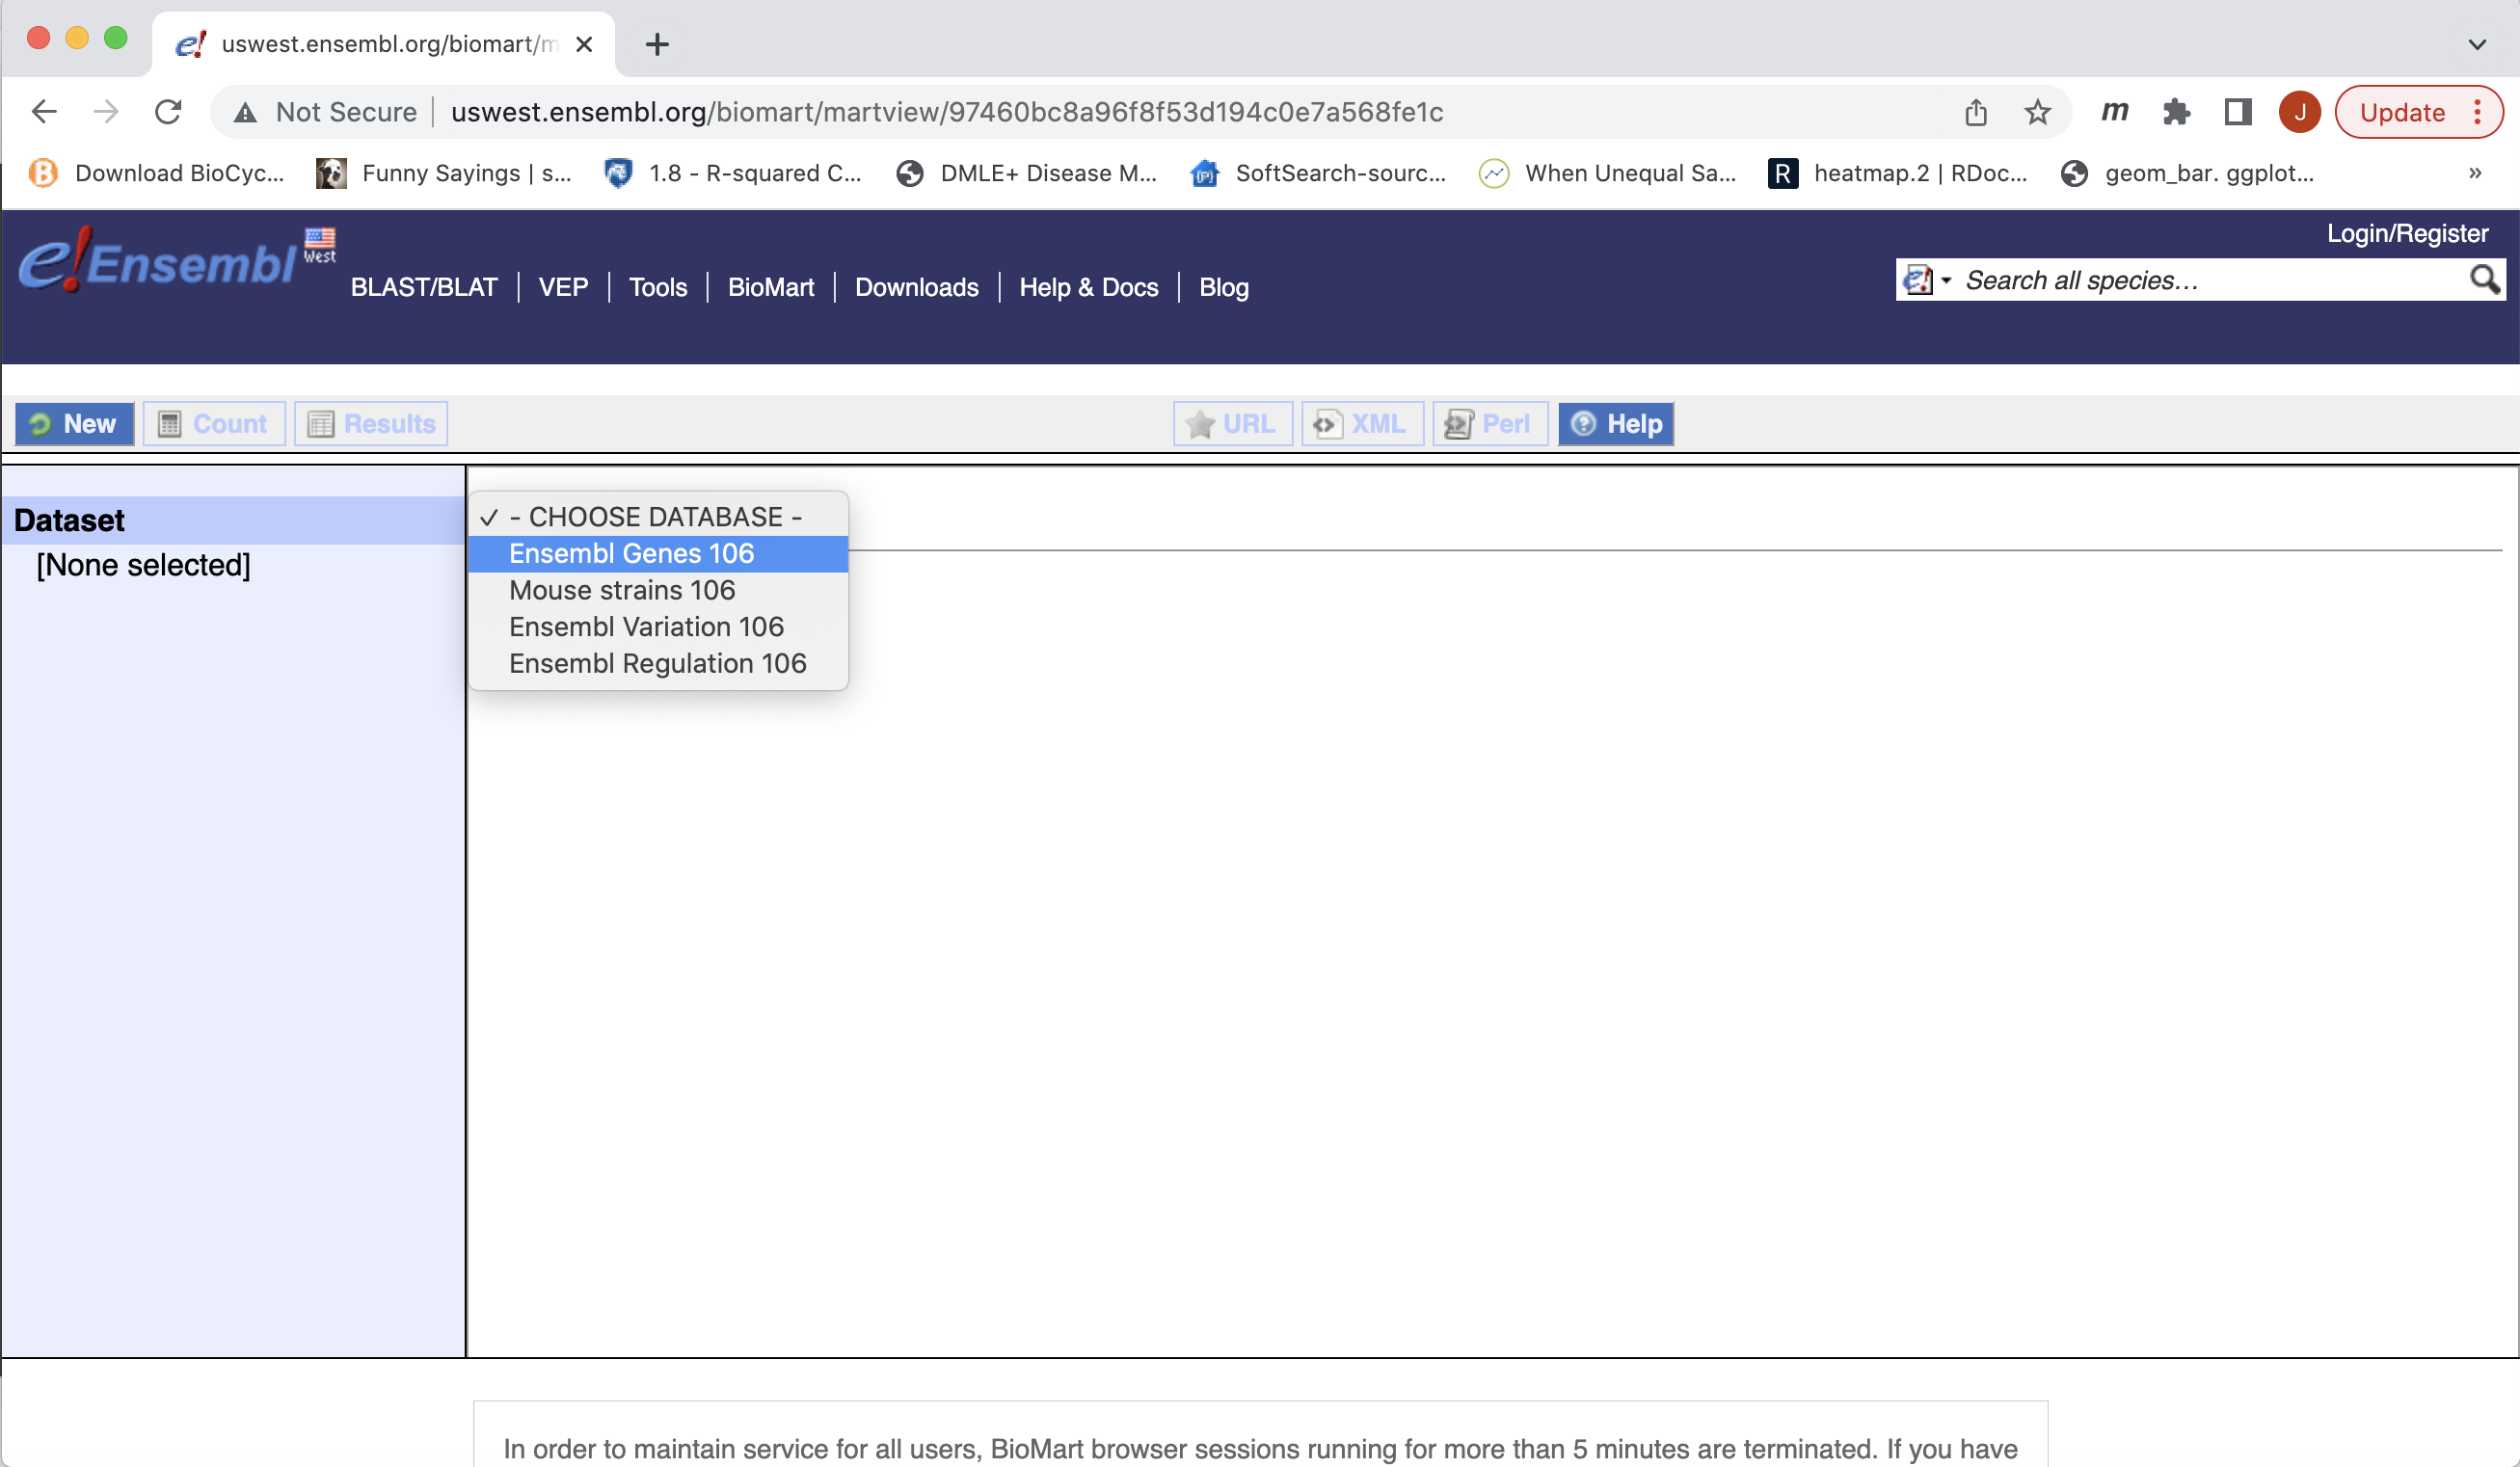 uswest.ensembl.org/biomart/m
Not Secure uswest.ensembl.org/biomart/martview/97460bc8a96f8f53d194c0e7a568fe1c
m J Update
Download BioCyc... Funny Sayings | s... 1.8 - R-squared C... DMLE+ Disease M... SoftSearch-sourc... When Unequal Sa... R heatmap.2 | RDoc... geom_bar. ggplot... »
Login/Register
e!Ensembl West
BLAST/BLAT VEP Tools BioMart Downloads Help & Docs Blog
Search all species...
New Count Results URL XML Perl Help
Dataset
[None selected]
✓ - CHOOSE DATABASE -
Ensembl Genes 106
Mouse strains 106
Ensembl Variation 106
Ensembl Regulation 106
In order to maintain service for all users, BioMart browser sessions running for more than 5 minutes are terminated. If you have